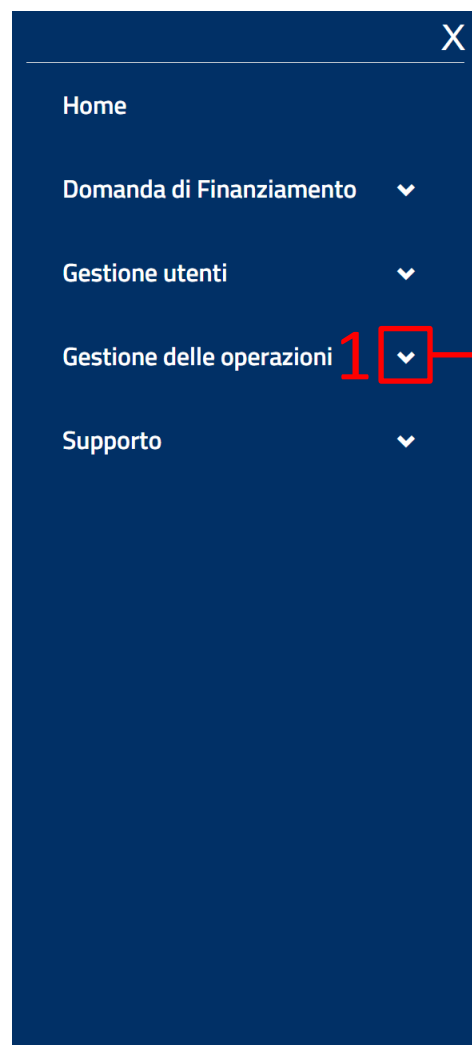 X
Home
Domanda di Finanziamento
Gestione utenti
Gestione delle operazioni 1
Supporto